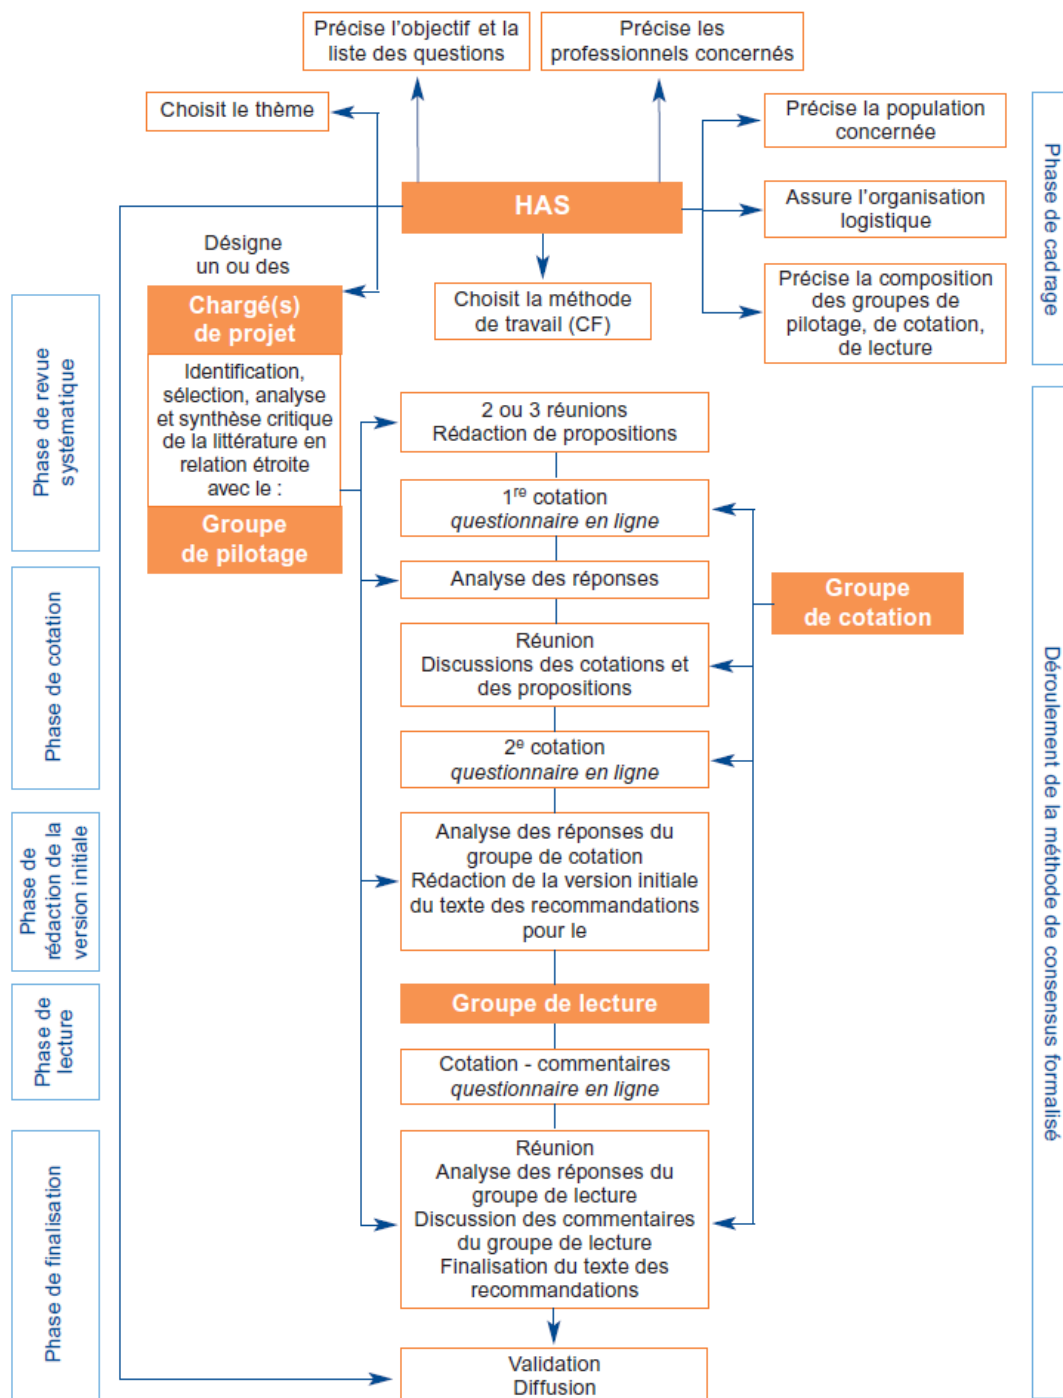 Précise l’objectif et la
liste des questions
Précise les
professionnels concernés
Choisit le thème
Précise la population
concernée
HAS
Assure l’organisation
logistique
Désigne
un ou des
Choisit la méthode
de travail (CF)
Précise la composition
des groupes de
pilotage, de cotation,
de lecture
Phase de cadrage
Chargé(s)
de projet
Identification,
sélection, analyse
et synthèse critique
de la littérature en
relation étroite
avec le :
Groupe
de pilotage
Phase de revue
systématique
2 ou 3 réunions
Rédaction de propositions
1re cotation
questionnaire en ligne
Analyse des réponses
Groupe
de cotation
Réunion
Discussions des cotations et
des propositions
Phase de cotation
2e cotation
questionnaire en ligne
Analyse des réponses du
groupe de cotation
Rédaction de la version initiale
du texte des recommandations
pour le
Phase de
rédaction de la
version initiale
Groupe de lecture
Phase de
lecture
Cotation - commentaires
questionnaire en ligne
Réunion
Analyse des réponses du
groupe de lecture
Discussion des commentaires
du groupe de lecture
Finalisation du texte des
recommandations
Phase de finalisation
Validation
Diffusion
Déroulement de la méthode de consensus formalisé